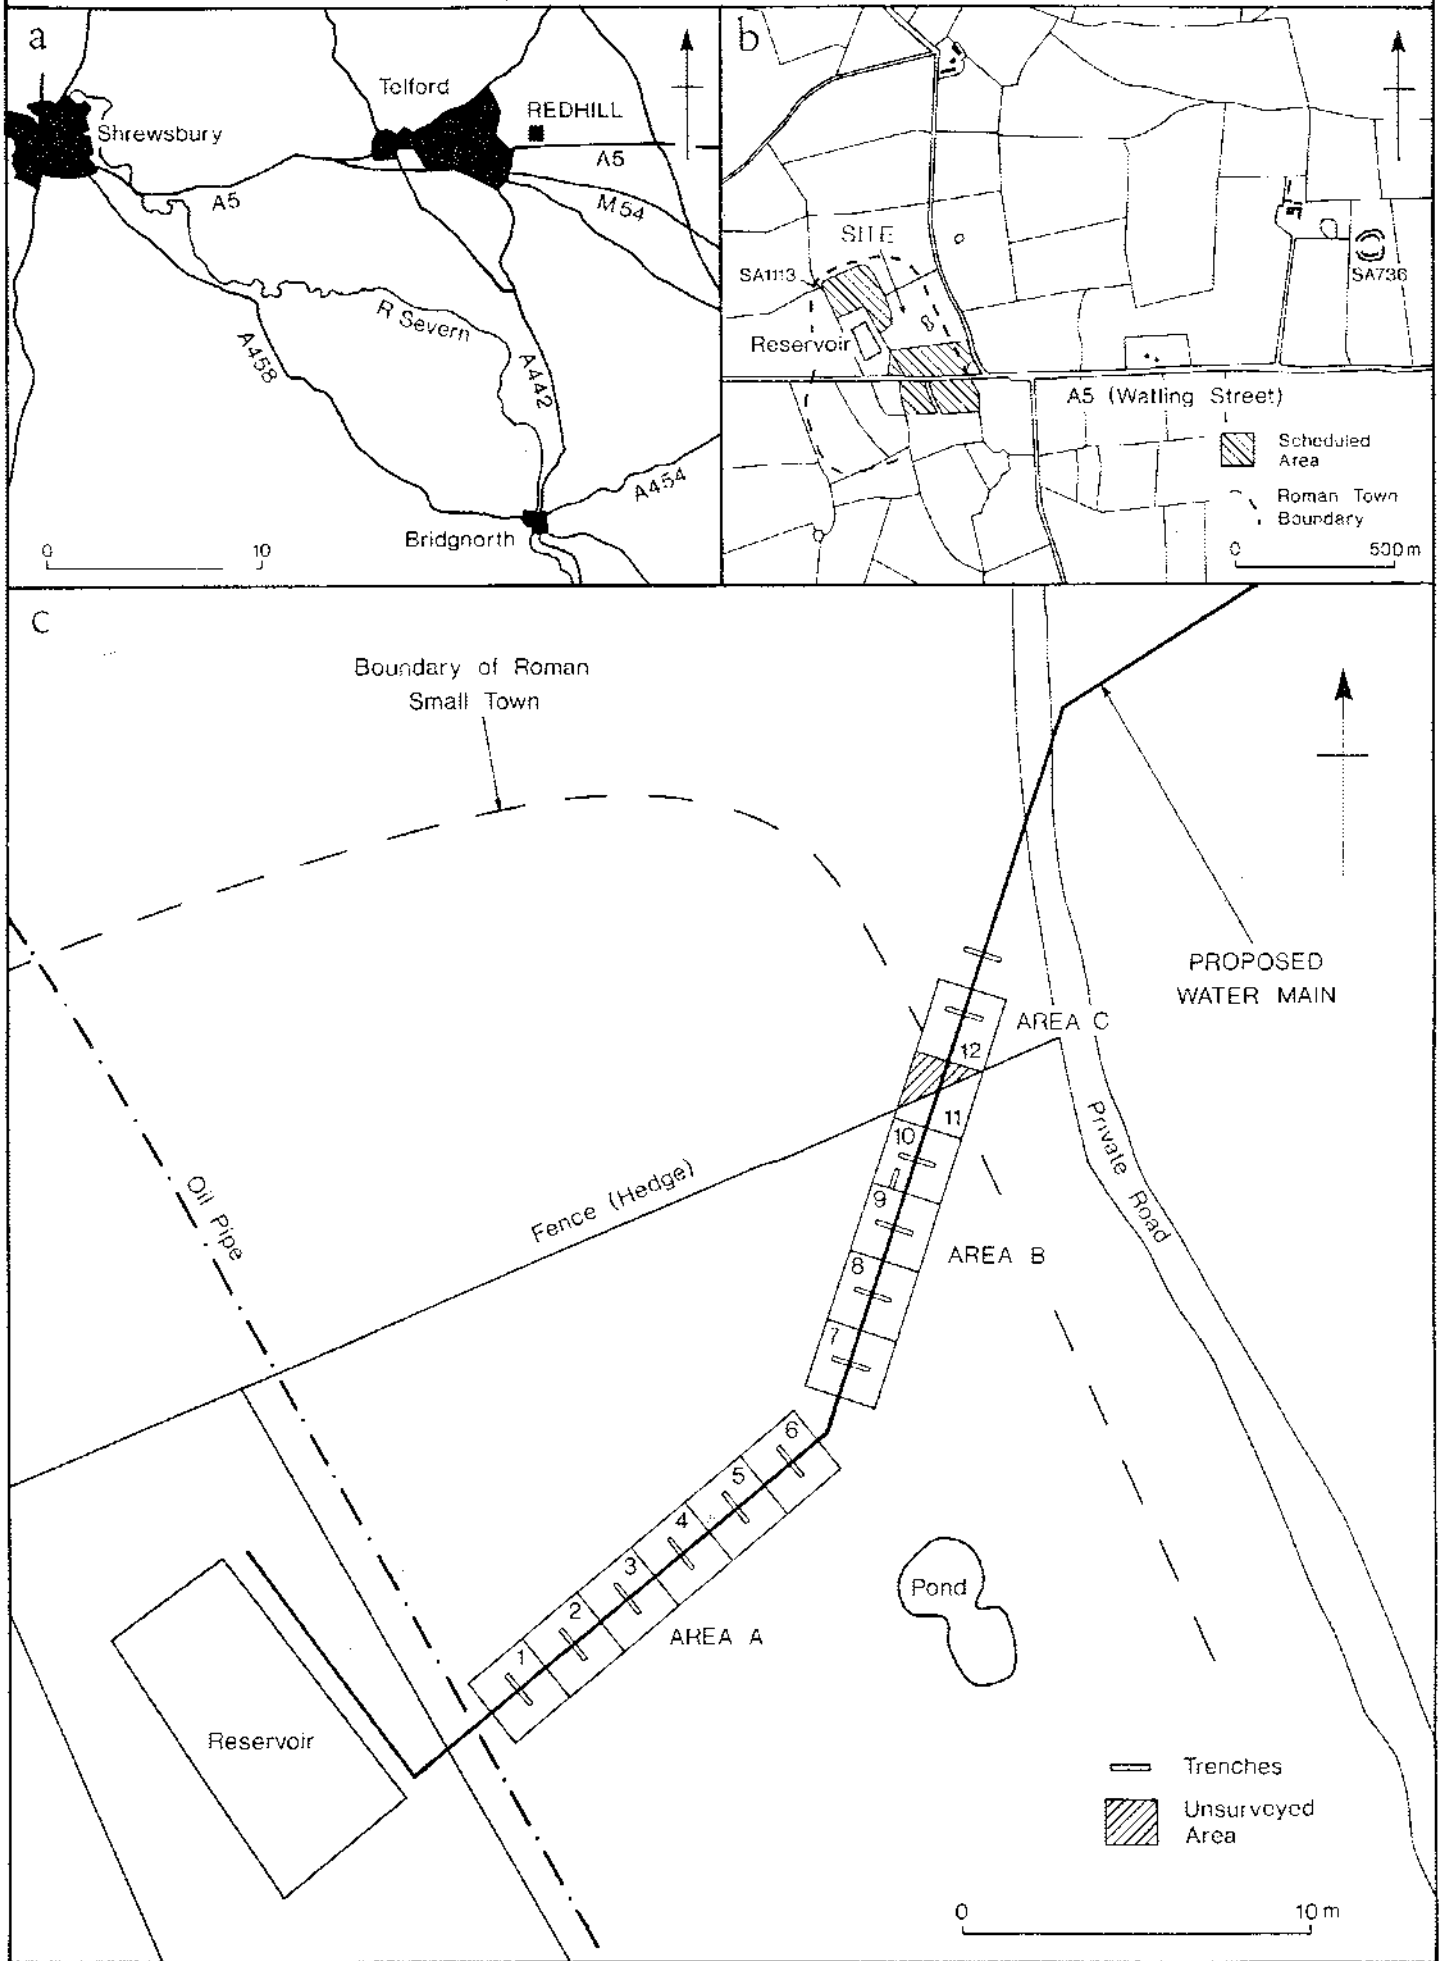 a
Telford
REDHILL
Shrewsbury
A5
A5
M54
R Severn
A458
A442
A454
Bridgnorth
0 10
b
SITE
SA1113
SA736
Reservoir
A5 (Watling Street)
Scheduled
Area
Roman Town
Boundary
0 500m
c
Boundary of Roman
Small Town
PROPOSED
WATER MAIN
AREA C
12
11
10
Private Road
Oil Pipe
Fence (Hedge)
9
AREA B
8
7
6
5
4
3
2
1
Pond
AREA A
Reservoir
Trenches
Unsurveyed
Area
0 10 m